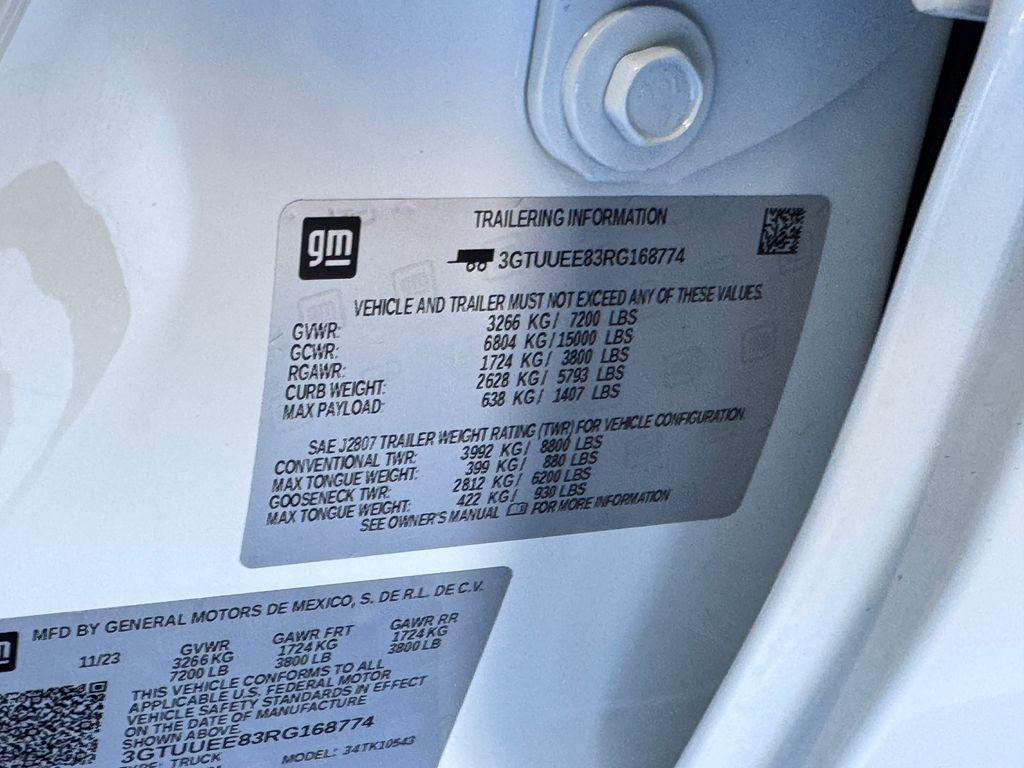 gm
TRAILERING INFORMATION
3GTUUEE83RG168774
VEHICLE AND TRAILER MUST NOT EXCEED ANY OF THESE VALUES.
GVWR: 3266 KG/ 7200 LBS
GCWR: 6804 KG/15000 LBS
RGAWR: 1724 KG/ 3800 LBS
CURB WEIGHT: 2628 KG/ 5793 LBS
MAX PAYLOAD: 638 KG/ 1407 LBS
SAE J2807 TRAILER WEIGHT RATING (TWR) FOR VEHICLE CONFIGURATION.
CONVENTIONAL TWR: 3992 KG/ 8800 LBS
MAX TONGUE WEIGHT: 399 KG/ 880 LBS
GOOSENECK TWR: 2812 KG/ 6200 LBS
MAX TONGUE WEIGHT: 422 KG/ 930 LBS
SEE OWNER'S MANUAL FOR MORE INFORMATION
MFD BY GENERAL MOTORS DE MEXICO, S. DE R.L. DE C.V.
11/23 GVWR GAWR FRT GAWR RR
3266 KG 1724 KG 1724 KG
7200 LB 3800 LB 3800 LB
THIS VEHICLE CONFORMS TO ALL
APPLICABLE U.S. FEDERAL MOTOR
VEHICLE SAFETY STANDARDS IN EFFECT
ON THE DATE OF MANUFACTURE
SHOWN ABOVE.
3GTUUEE83RG168774
TYPE: TRUCK MODEL: 34TK10543